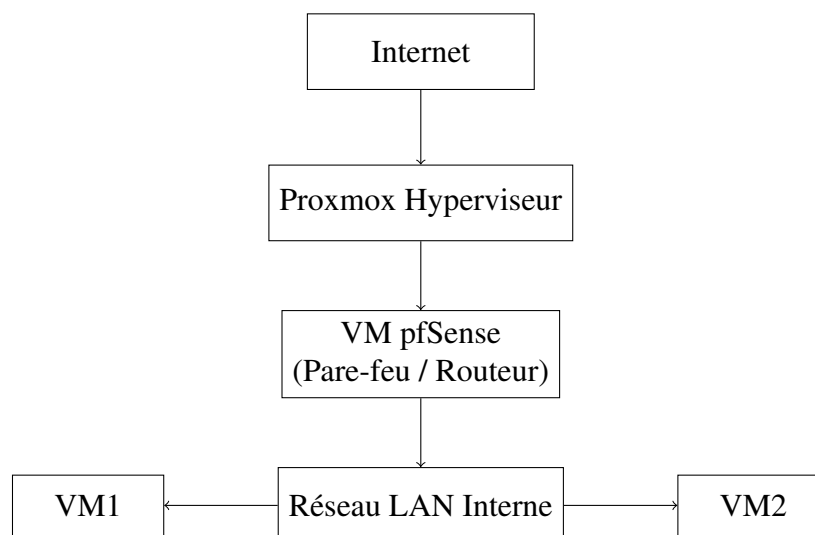 Internet
Proxmox Hyperviseur
VM pfSense
(Pare-feu / Routeur)
VM1
Réseau LAN Interne
VM2